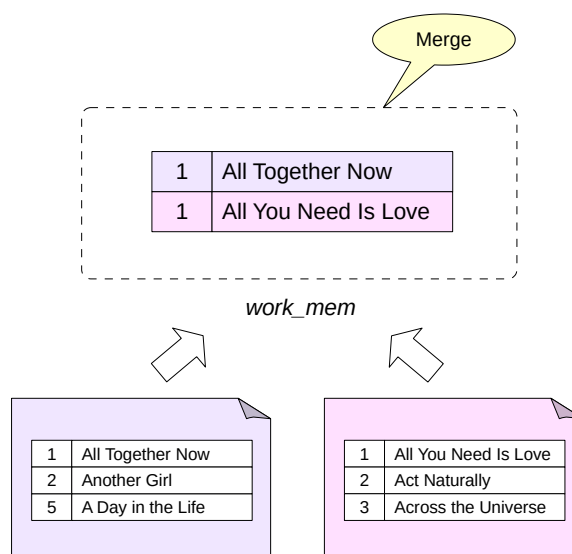 Merge
1 All Together Now
1 All You Need Is Love
work_mem
1 All Together Now
2 Another Girl
5 A Day in the Life
1 All You Need Is Love
2 Act Naturally
3 Across the Universe